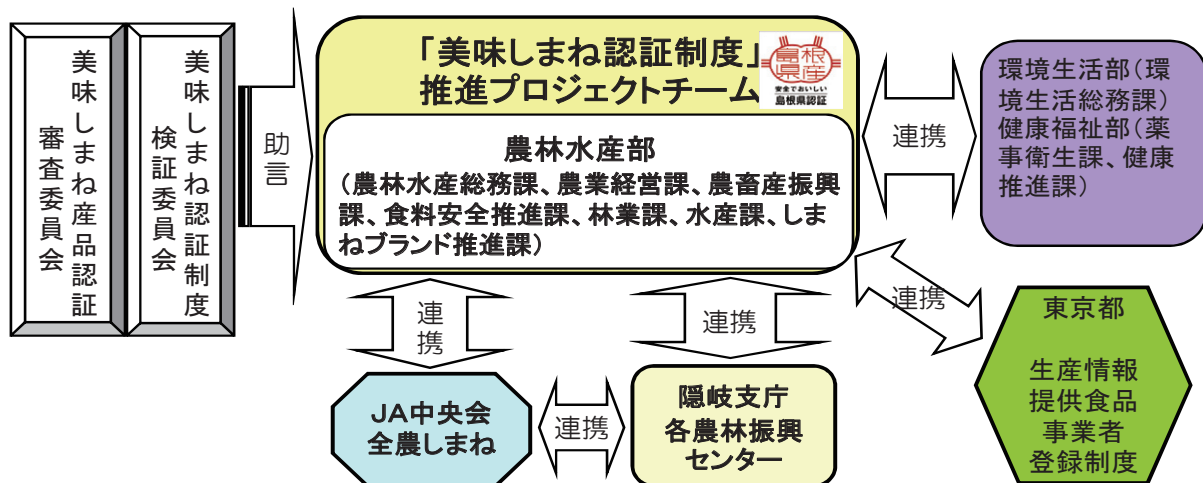 美味しまね産品認証
審査委員会
美味しまね認証制度
検証委員会
助言
「美味しまね認証制度」
推進プロジェクトチーム
島根
県産
安全でおいしい
島根県認証
農林水産部
（農林水産総務課、農業経営課、農畜産振興
課、食料安全推進課、林業課、水産課、しま
ねブランド推進課）
連携
環境生活部（環
境生活総務課）
健康福祉部（薬
事衛生課、健康
推進課）
連携
連携
連携
東京都
生産情報
提供食品
事業者
登録制度
ＪＡ中央会
全農しまね
連携
隠岐支庁
各農林振興
センター